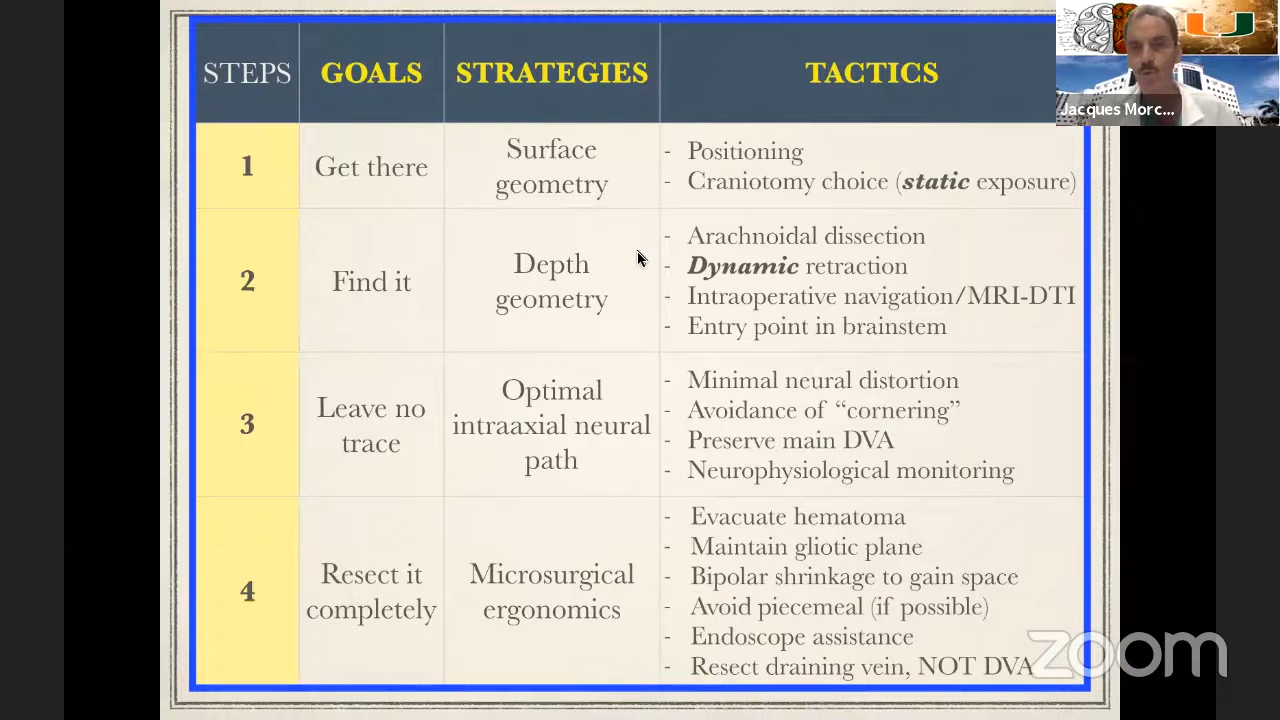 STEPS GOALS STRATEGIES TACTICS
1
Get there
Surface
geometry
- Positioning
- Craniotomy choice (static exposure)
2
Find it
Depth
geometry
- Arachnoidal dissection
- Dynamic retraction
- Intraoperative navigation/MRI-DTI
- Entry point in brainstem
3
Leave no
trace
Optimal
intraaxial neural
path
- Minimal neural distortion
- Avoidance of “cornering”
- Preserve main DVA
- Neurophysiological monitoring
4
Resect it
completely
Microsurgical
ergonomics
- Evacuate hematoma
- Maintain gliotic plane
- Bipolar shrinkage to gain space
- Avoid piecemeal (if possible)
- Endoscope assistance
- Resect draining vein, NOT DVA
Jacques Morc...
zoom